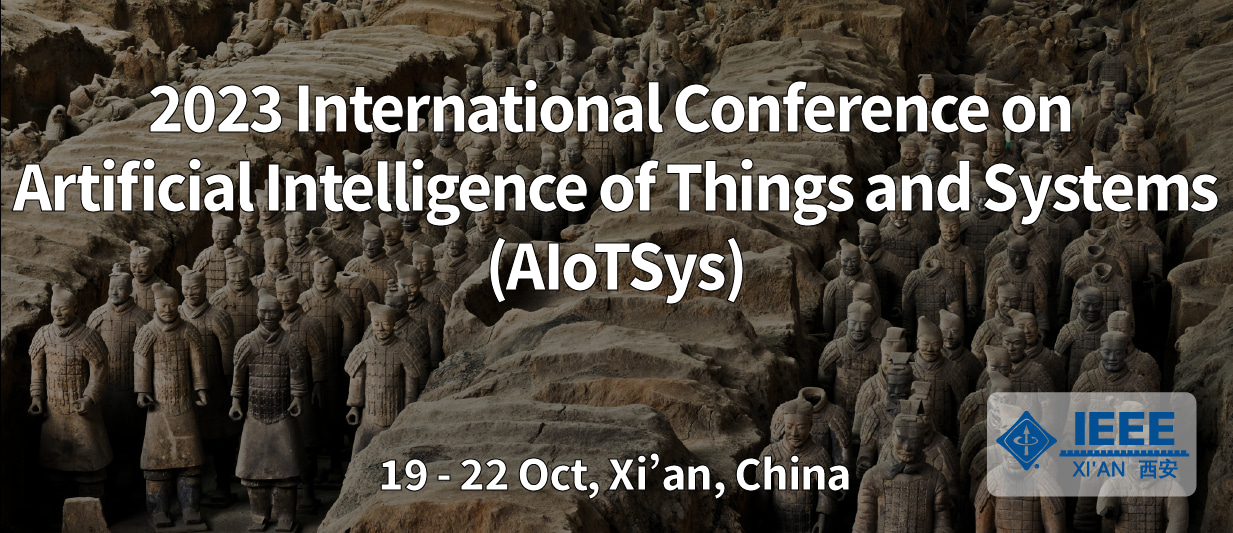 2023 International Conference on
Artificial Intelligence of Things and Systems
(AIoTSys)
19 - 22 Oct, Xi’an, China
IEEE
XI'AN 西安